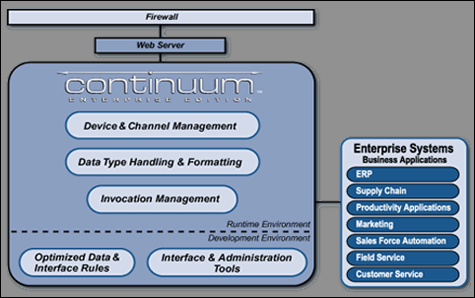 Firewall
Web Server
continuum™
ENTERPRISE EDITION
Device & Channel Management
Data Type Handling & Formatting
Invocation Management
Runtime Environment
Development Environment
Optimized Data &
Interface Rules
Interface & Administration
Tools
Enterprise Systems
Business Applications
ERP
Supply Chain
Productivity Applications
Marketing
Sales Force Automation
Field Service
Customer Service